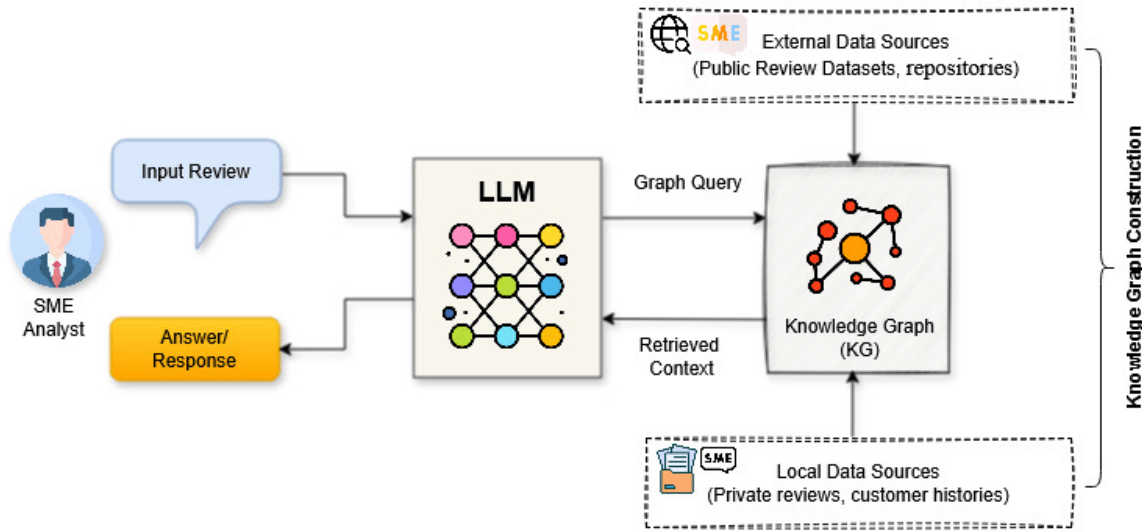 SME
External Data Sources
(Public Review Datasets, repositories)
Input Review
LLM
Graph Query
SME
Analyst
Answer/
Response
Retrieved
Context
Knowledge Graph
(KG)
SME
Local Data Sources
(Private reviews, customer histories)
Knowledge Graph Construction